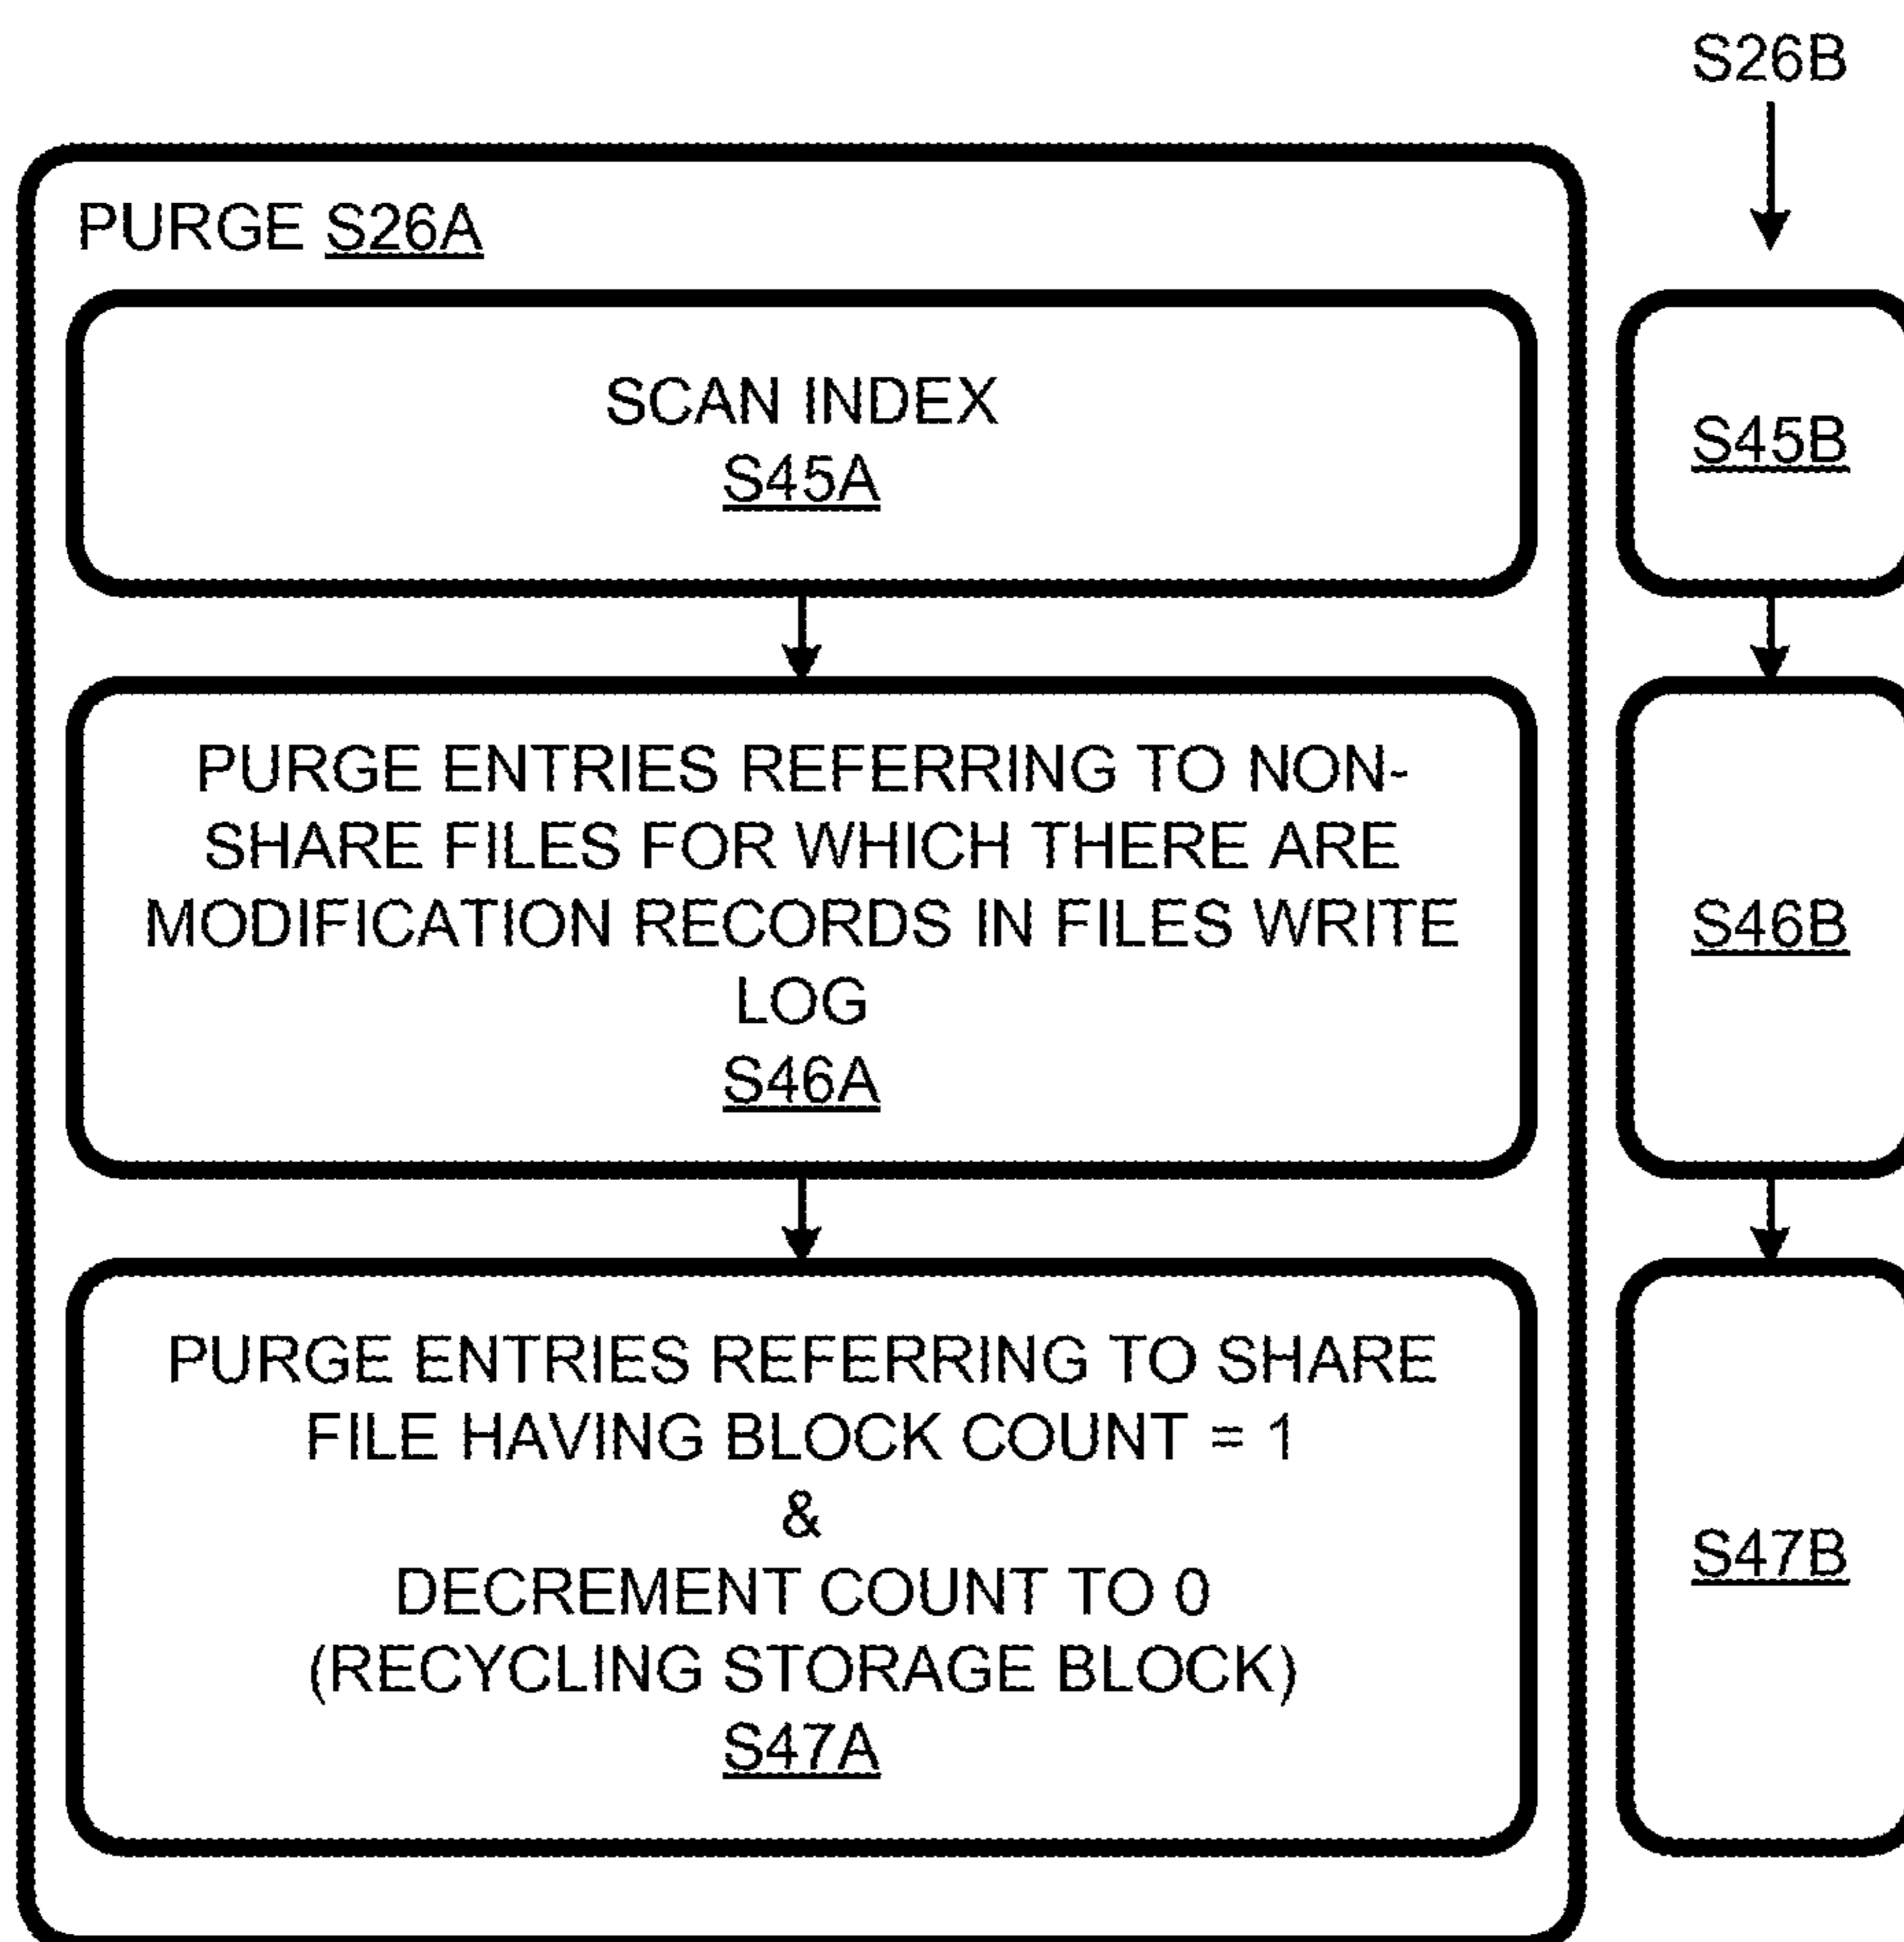 S26B
PURGE S26A
SCAN INDEX
S45A
S45B
PURGE ENTRIES REFERRING TO NON-
SHARE FILES FOR WHICH THERE ARE
MODIFICATION RECORDS IN FILES WRITE
LOG
S46A
S46B
PURGE ENTRIES REFERRING TO SHARE
FILE HAVING BLOCK COUNT = 1
&
DECREMENT COUNT TO 0
(RECYCLING STORAGE BLOCK)
S47A
S47B